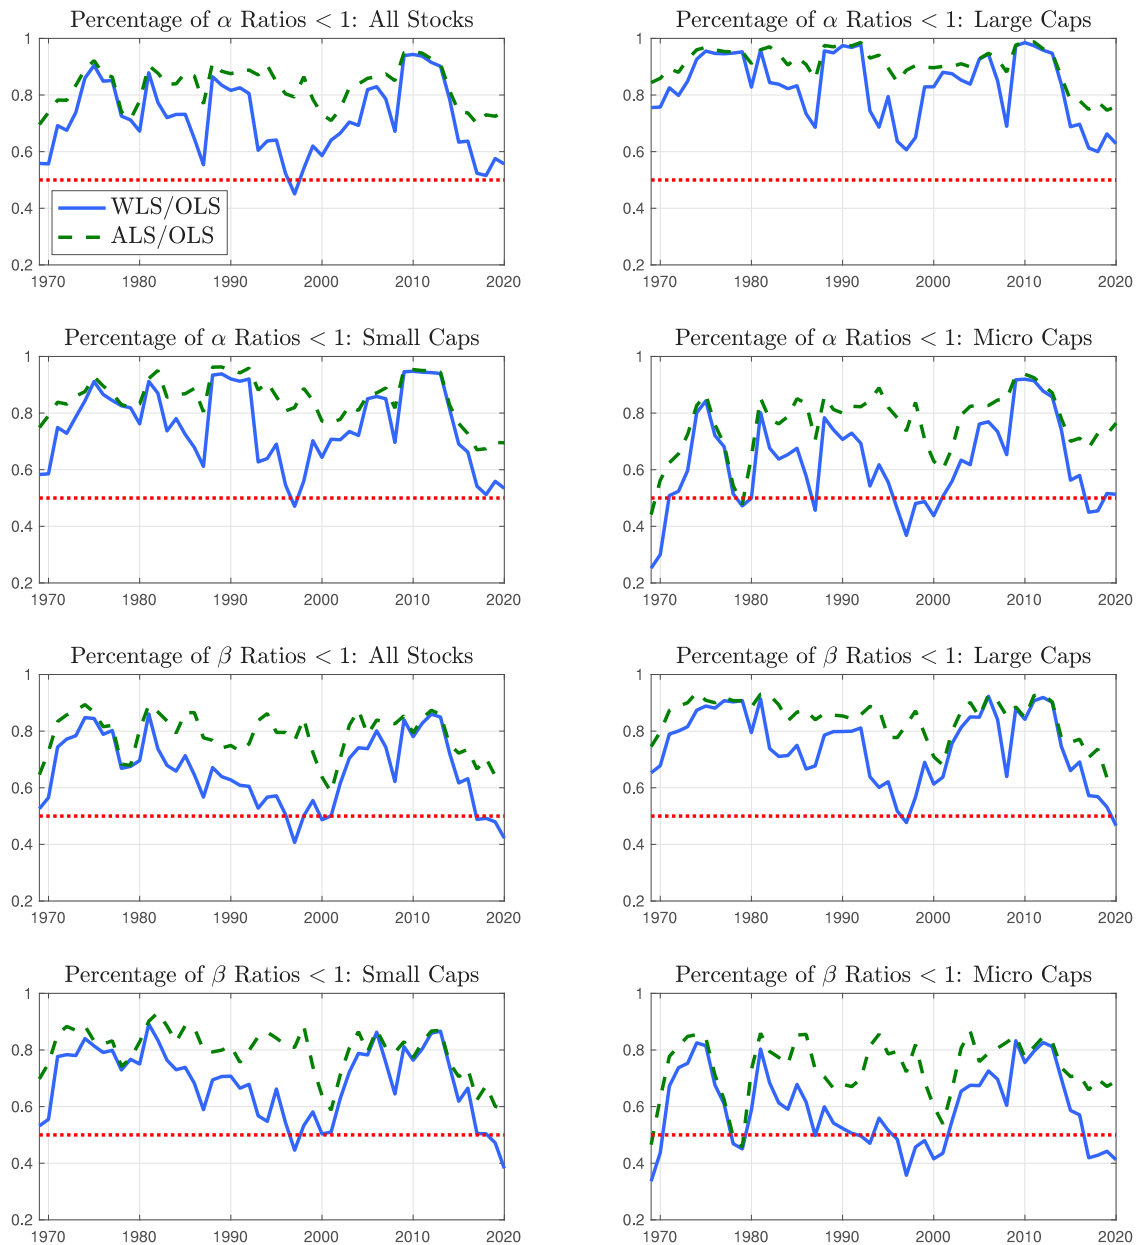 Percentage of α Ratios < 1: All Stocks
1
0.8
0.6
0.4
0.2
WLS/OLS
ALS/OLS
1970 1980 1990 2000 2010 2020
Percentage of α Ratios < 1: Large Caps
1
0.8
0.6
0.4
0.2
1970 1980 1990 2000 2010 2020
Percentage of α Ratios < 1: Small Caps
1
0.8
0.6
0.4
0.2
1970 1980 1990 2000 2010 2020
Percentage of α Ratios < 1: Micro Caps
1
0.8
0.6
0.4
0.2
1970 1980 1990 2000 2010 2020
Percentage of β Ratios < 1: All Stocks
1
0.8
0.6
0.4
0.2
1970 1980 1990 2000 2010 2020
Percentage of β Ratios < 1: Large Caps
1
0.8
0.6
0.4
0.2
1970 1980 1990 2000 2010 2020
Percentage of β Ratios < 1: Small Caps
1
0.8
0.6
0.4
0.2
1970 1980 1990 2000 2010 2020
Percentage of β Ratios < 1: Micro Caps
1
0.8
0.6
0.4
0.2
1970 1980 1990 2000 2010 2020